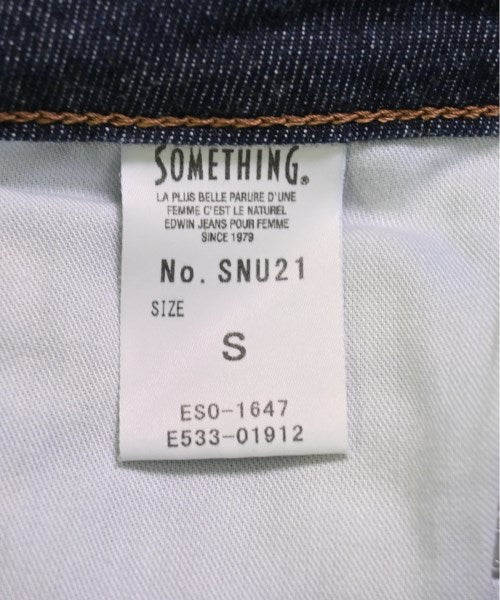 SOMETHING®
LA PLUS BELLE PARURE D'UNE
FEMME C'EST LE NATUREL
EDWIN JEANS POUR FEMME
SINCE 1979
No. SNU21
SIZE
S
ESO-1647
E533-01912